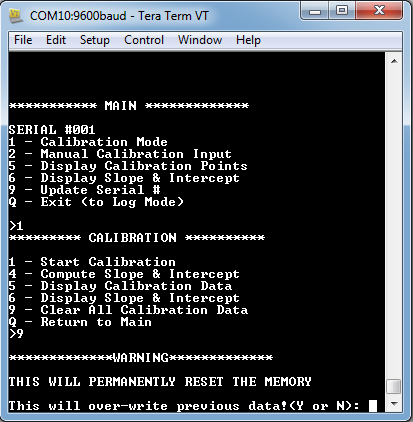 COM10:9600baud - Tera Term VT
File Edit Setup Control Window Help
*********** MAIN *************
SERIAL #001
1 - Calibration Mode
2 - Manual Calibration Input
5 - Display Calibration Points
6 - Display Slope & Intercept
9 - Update Serial #
Q - Exit (to Log Mode)
>1
********* CALIBRATION **********
1 - Start Calibration
4 - Compute Slope & Intercept
5 - Display Calibration Data
6 - Display Slope & Intercept
9 - Clear All Calibration Data
Q - Return to Main
>9
*************WARNING*************
THIS WILL PERMANENTLY RESET THE MEMORY
This will over-write previous data!(Y or N):